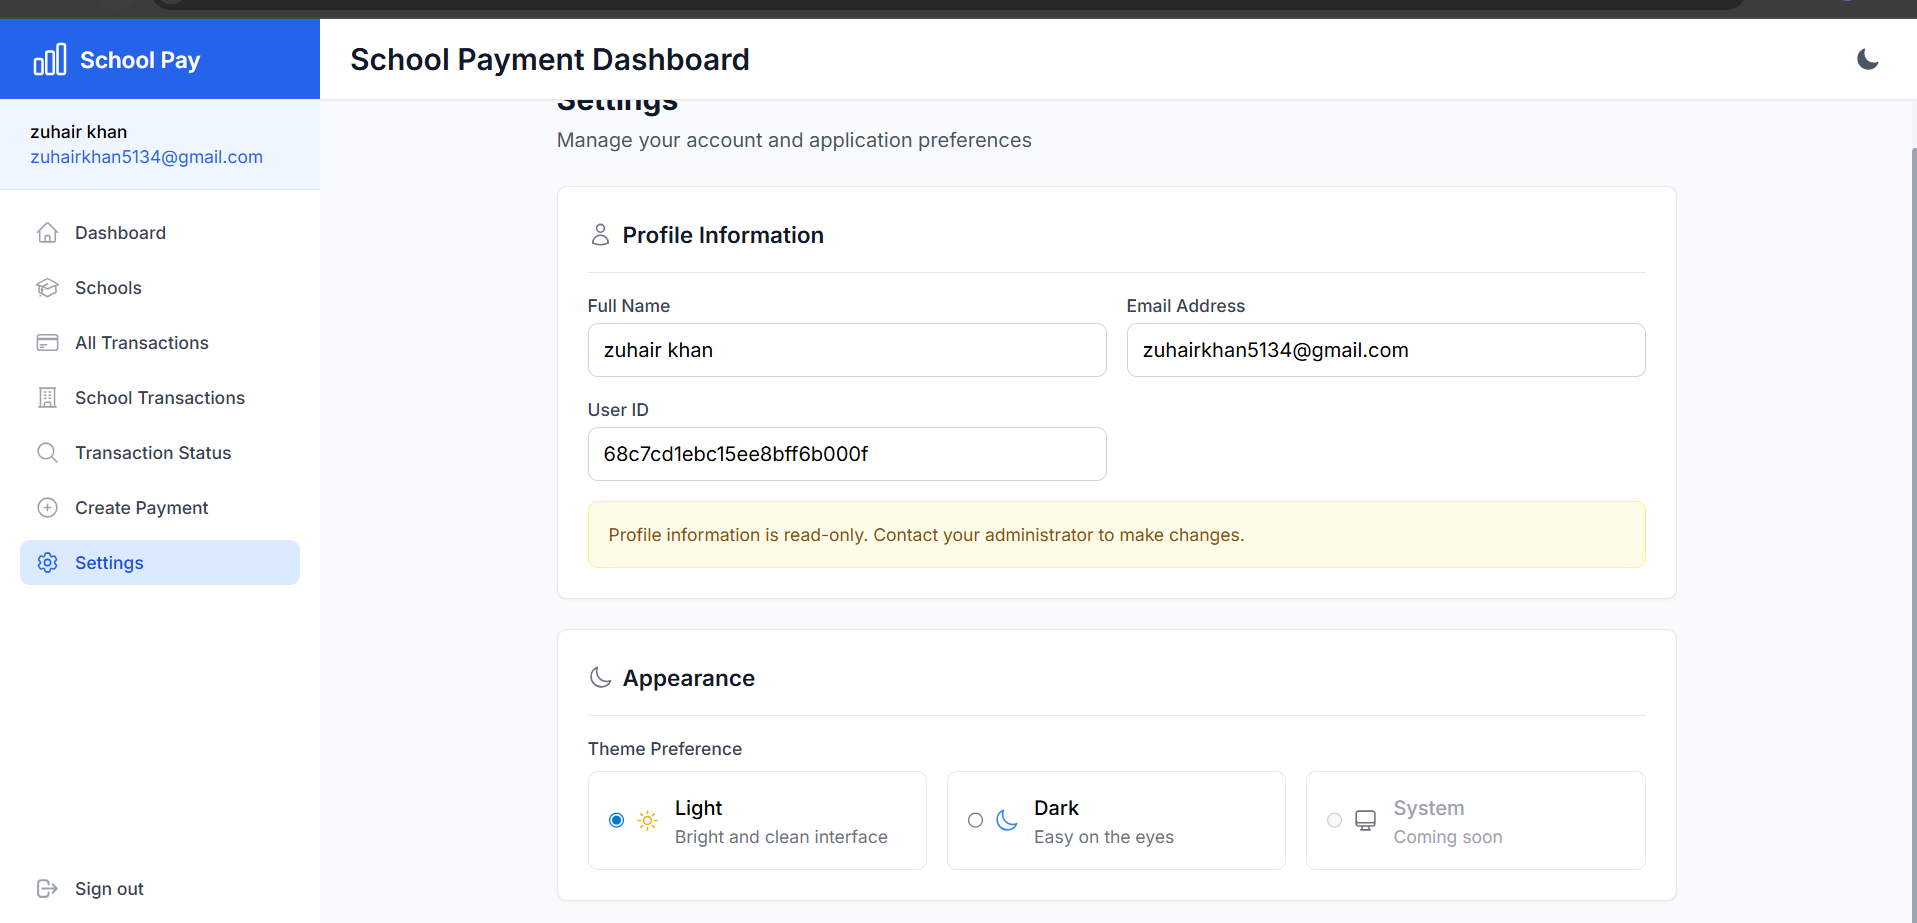 School Pay
School Payment Dashboard
zuhair khan
zuhairkhan5134@gmail.com
Dashboard
Schools
All Transactions
School Transactions
Transaction Status
Create Payment
Settings
Sign out
Settings
Manage your account and application preferences
Profile Information
Full Name
zuhair khan
Email Address
zuhairkhan5134@gmail.com
User ID
68c7cd1ebc15ee8bff6b000f
Profile information is read-only. Contact your administrator to make changes.
Appearance
Theme Preference
Light
Bright and clean interface
Dark
Easy on the eyes
System
Coming soon